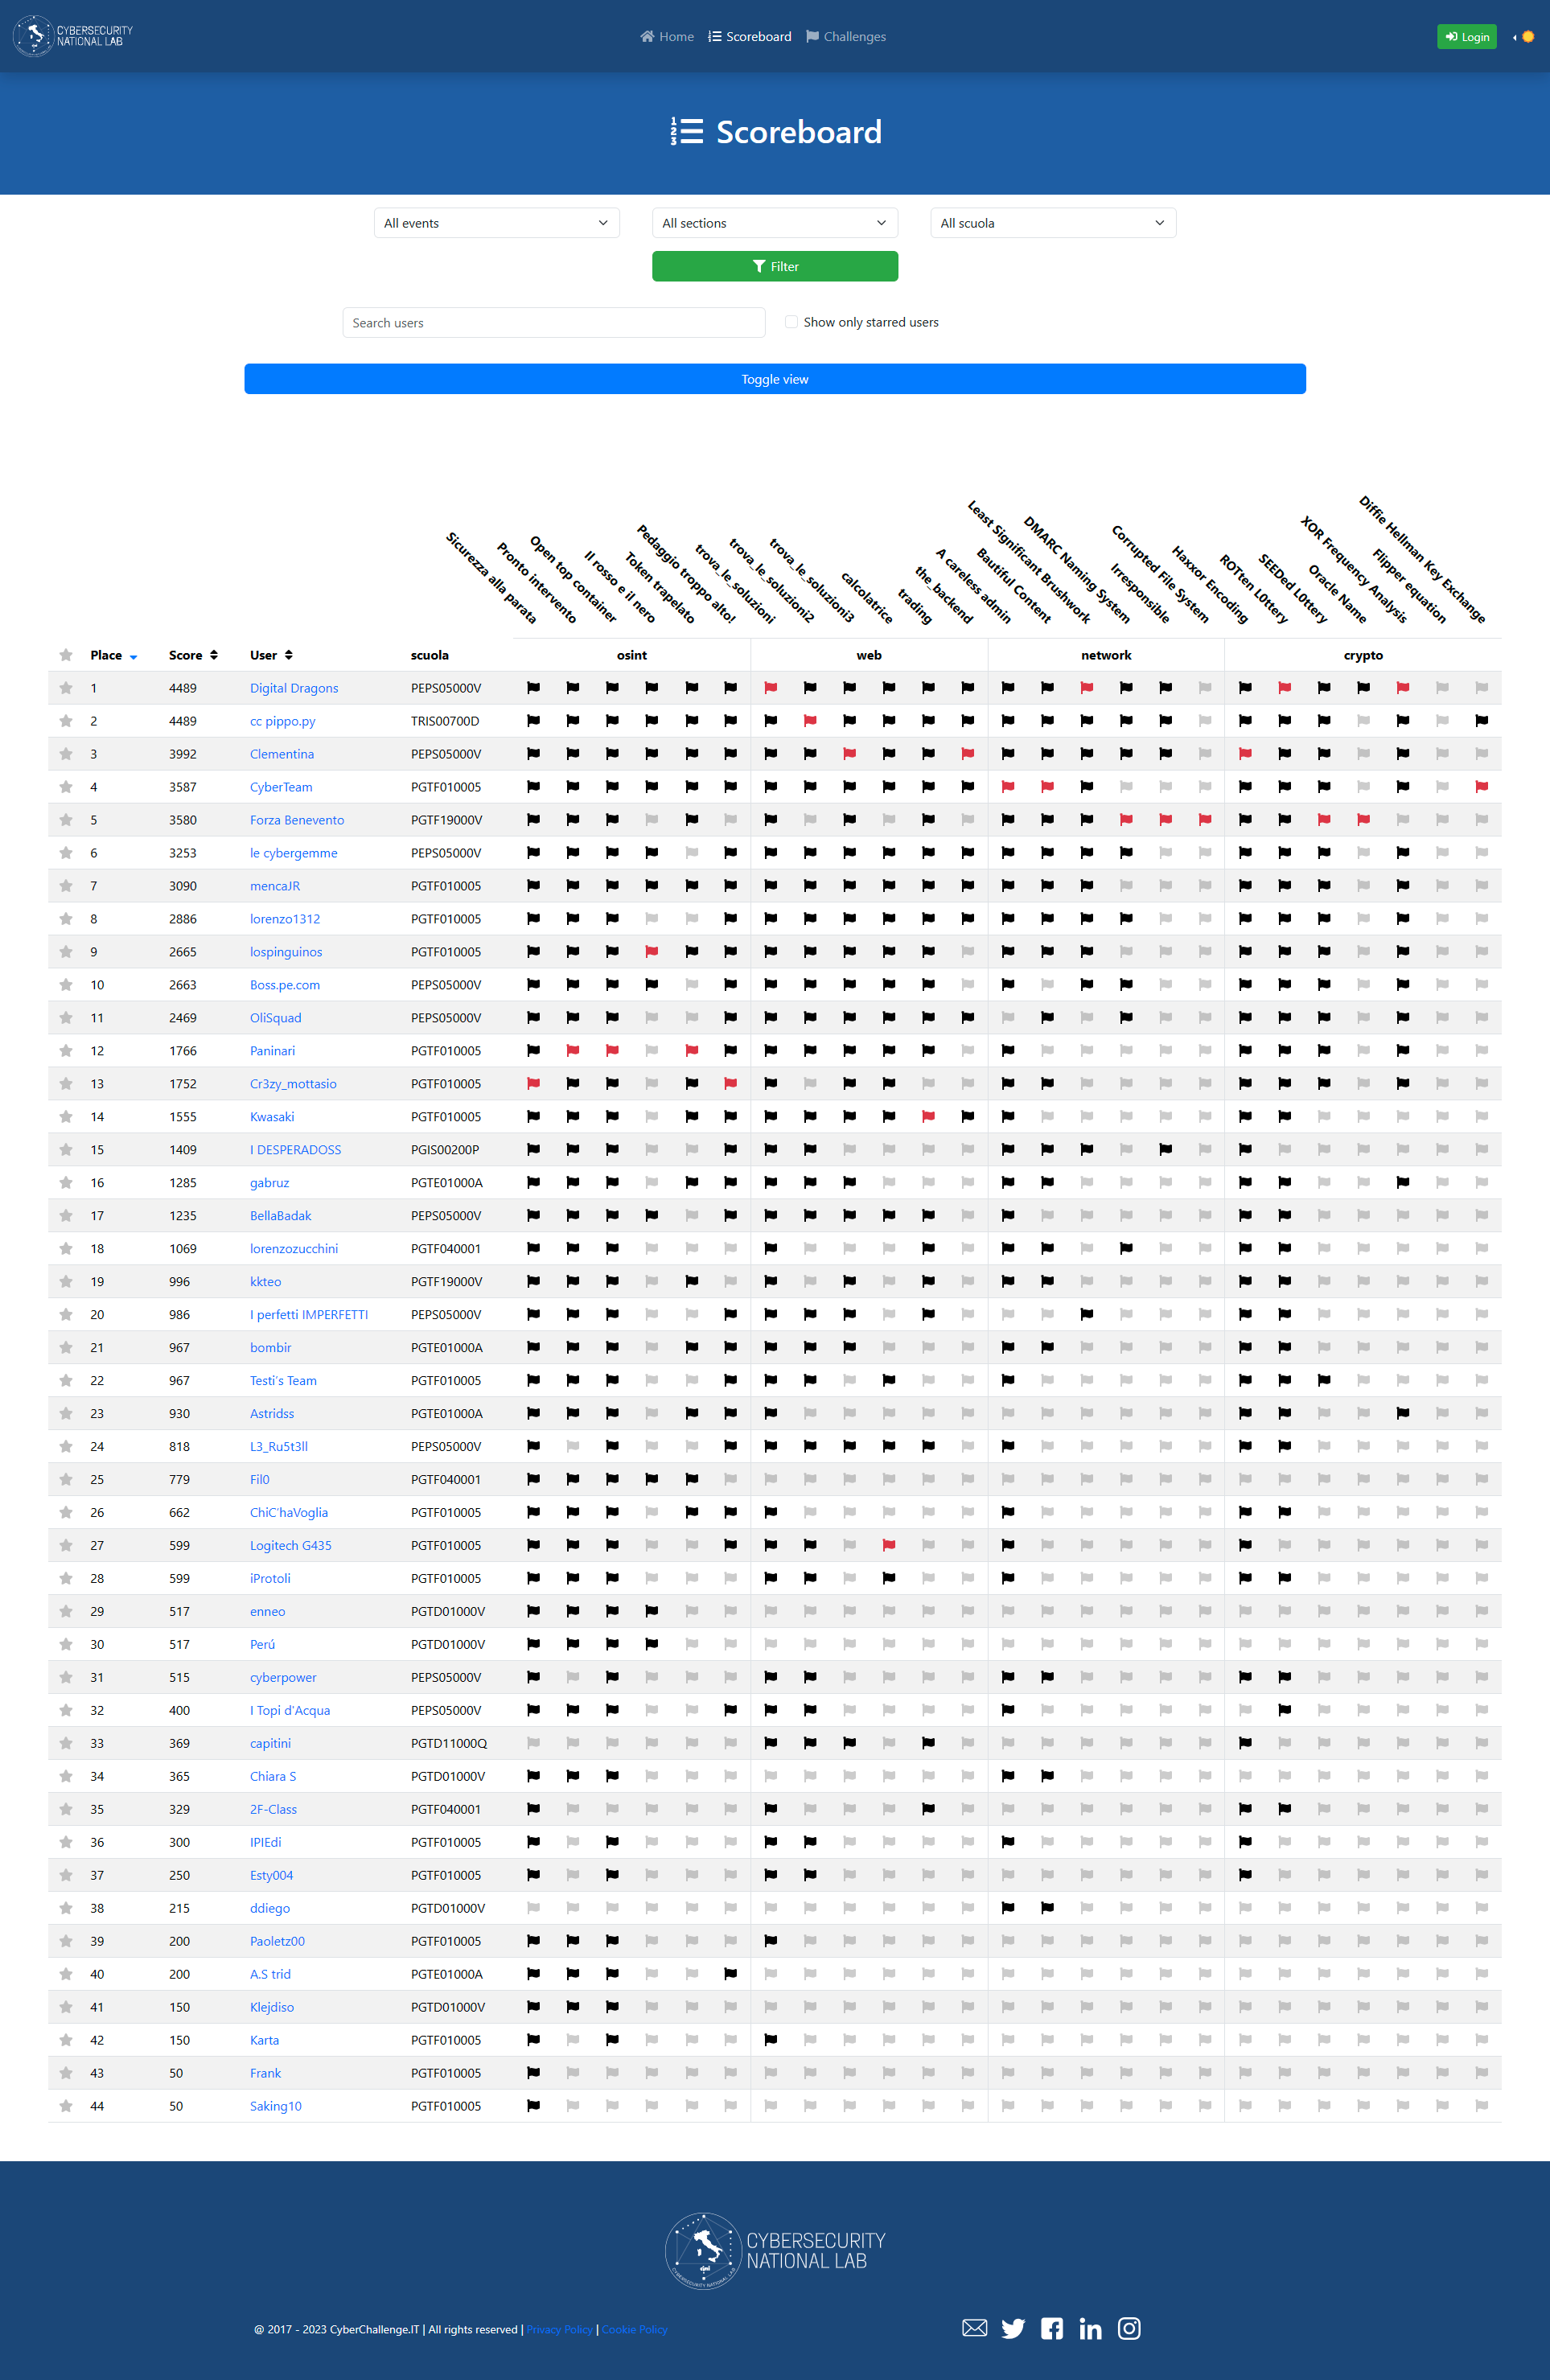 CYBERSECURITY
NATIONAL LAB
Home Scoreboard Challenges Login
Scoreboard
All events All sections All scuola
Filter
Search users Show only starred users
Toggle view
Sicurezza alla parata
Pronto intervento
Open top container
Il rosso e il nero
Token trapelato
Pedaggio troppo alto!
trova_le_soluzioni
trova_le_soluzioni2
trova_le_soluzioni3
calcolatrice
trading
the_backend
A careless admin
Bautiful Content
Least Significant Brushwork
DMARC Naming System
Irresponsible
Corrupted File System
Haxxor Encoding
ROTten L0ttery
SEEDed L0ttery
Oracle Name
XOR Frequency Analysis
Flipper equation
Diffie Hellman Key Exchange
Place Score User scuola osint web network crypto
1 4489 Digital Dragons PEPS05000V
2 4489 cc pippo.py TRIS00700D
3 3992 Clementina PEPS05000V
4 3587 CyberTeam PGTF010005
5 3580 Forza Benevento PGTF19000V
6 3253 le cybergemme PEPS05000V
7 3090 mencaJR PGTF010005
8 2886 lorenzo1312 PGTF010005
9 2665 lospinguinos PGTF010005
10 2663 Boss.pe.com PEPS05000V
11 2469 OliSquad PEPS05000V
12 1766 Paninari PGTF010005
13 1752 Cr3zy_mottasio PGTF010005
14 1555 Kwasaki PGTF010005
15 1409 I DESPERADOSS PGIS00200P
16 1285 gabruz PGTE01000A
17 1235 BellaBadak PEPS05000V
18 1069 lorenzozucchini PGTF040001
19 996 kkteo PGTF19000V
20 986 I perfetti IMPERFETTI PEPS05000V
21 967 bombir PGTE01000A
22 967 Testi's Team PGTF010005
23 930 Astridss PGTE01000A
24 818 L3_Ru5t3ll PEPS05000V
25 779 Fil0 PGTF040001
26 662 ChiC'haVoglia PGTF010005
27 599 Logitech G435 PGTF010005
28 599 iProtoli PGTF010005
29 517 enneo PGTD01000V
30 517 Perú PGTD01000V
31 515 cyberpower PEPS05000V
32 400 I Topi d'Acqua PEPS05000V
33 369 capitini PGTD11000Q
34 365 Chiara S PGTD01000V
35 329 2F-Class PGTF040001
36 300 IPIEdi PGTF010005
37 250 Esty004 PGTF010005
38 215 ddiego PGTD01000V
39 200 Paoletz00 PGTF010005
40 200 A.S trid PGTE01000A
41 150 Klejdiso PGTD01000V
42 150 Karta PGTF010005
43 50 Frank PGTF010005
44 50 Saking10 PGTF010005
CYBERSECURITY
NATIONAL LAB
@ 2017 - 2023 CyberChallenge.IT | All rights reserved | Privacy Policy | Cookie Policy